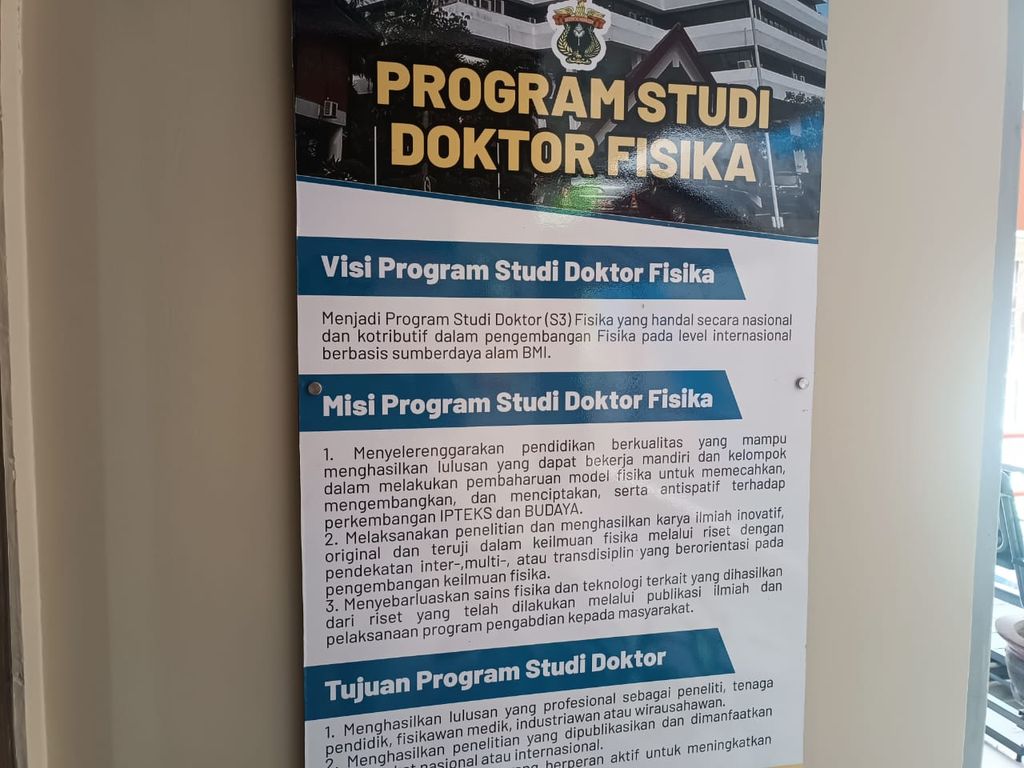 PROGRAM STUDI
DOKTOR FISIKA
Visi Program Studi Doktor Fisika
Menjadi Program Studi Doktor (S3) Fisika yang handal secara nasional
dan kotributif dalam pengembangan Fisika pada level internasional
berbasis sumberdaya alam BMI.
Misi Program Studi Doktor Fisika
1. Menyelerenggarakan pendidikan berkualitas yang mampu
menghasilkan lulusan yang dapat bekerja mandiri dan kelompok
dalam melakukan pembaharuan model fisika untuk memecahkan,
mengembangkan, dan menciptakan, serta antispatif terhadap
perkembangan IPTEKS dan BUDAYA.
2. Melaksanakan penelitian dan menghasilkan karya ilmiah inovatif,
original dan teruji dalam keilmuan fisika melalui riset dengan
pendekatan inter-,multi-, atau transdisiplin yang berorientasi pada
pengembangan keilmuan fisika.
3. Menyebarluaskan sains fisika dan teknologi terkait yang dihasilkan
dari riset yang telah dilakukan melalui publikasi ilmiah dan
pelaksanaan program pengabdian kepada masyarakat.
Tujuan Program Studi Doktor
1. Menghasilkan lulusan yang profesional sebagai peneliti, tenaga
pendidik, fisikawan medik, industriawan atau wirausahawan.
2. Menghasilkan penelitian yang dipublikasikan dan dimanfaatkan
nasional atau internasional.
berperan aktif untuk meningkatkan